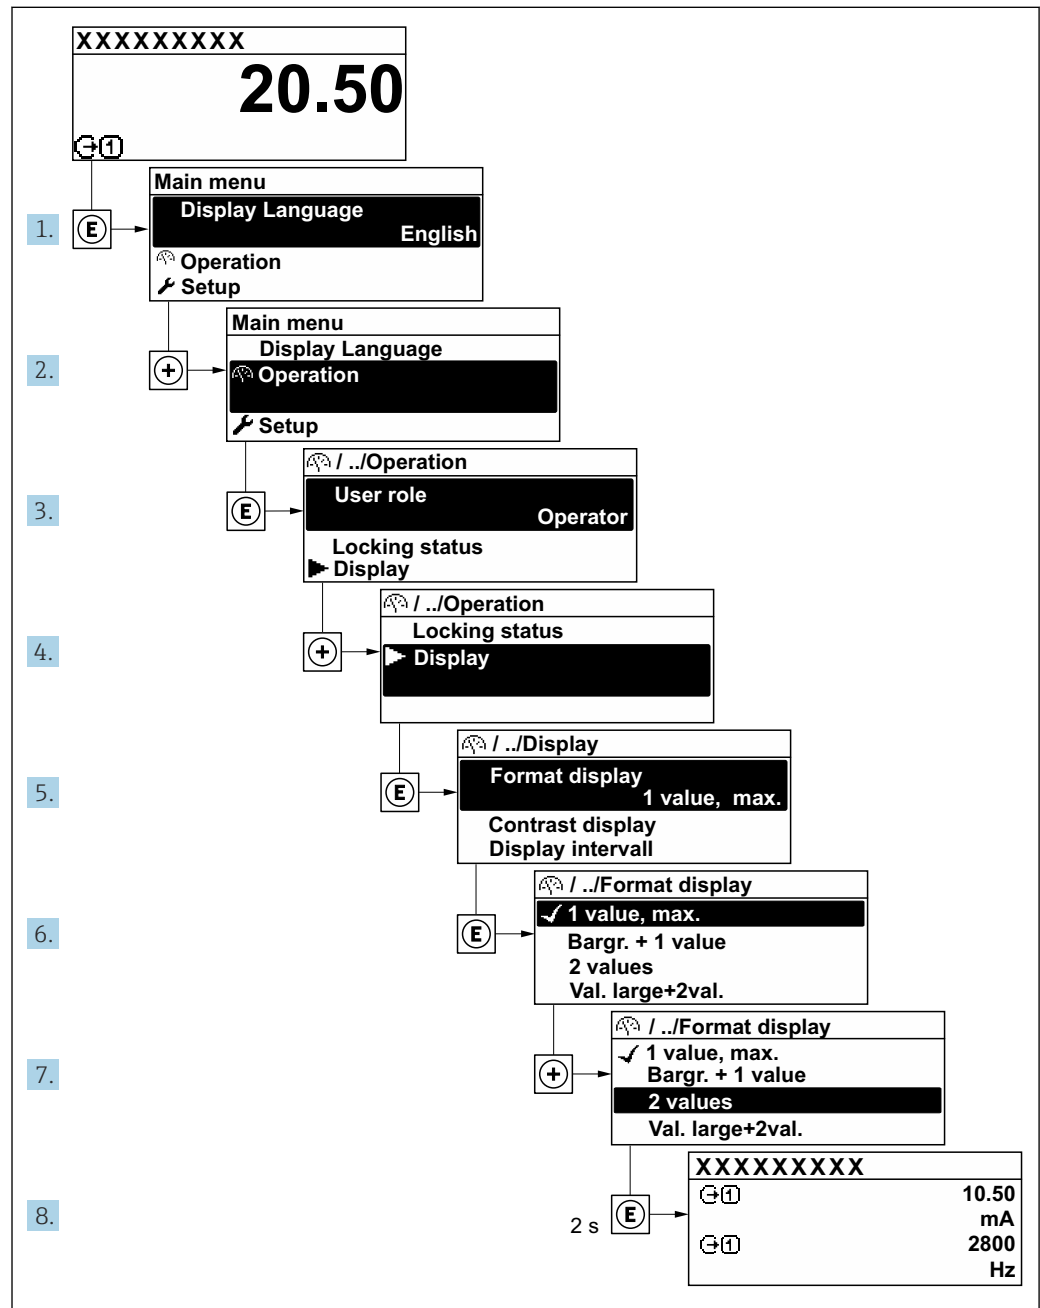 XXXXXXXXX
20.50
1
Main menu
Display Language
English
1. E
Operation
Setup
Main menu
Display Language
2. +
Operation
Setup
/ ../Operation
User role
3. E
Operator
Locking status
Display
/ ../Operation
Locking status
4. +
Display
/ ../Display
Format display
5. E
1 value, max.
Contrast display
Display intervall
/ ../Format display
1 value, max.
6. E
Bargr. + 1 value
2 values
Val. large+2val.
/ ../Format display
1 value, max.
7. +
Bargr. + 1 value
2 values
Val. large+2val.
XXXXXXXXX
1 10.50
8. 2 s E
mA
1 2800
Hz